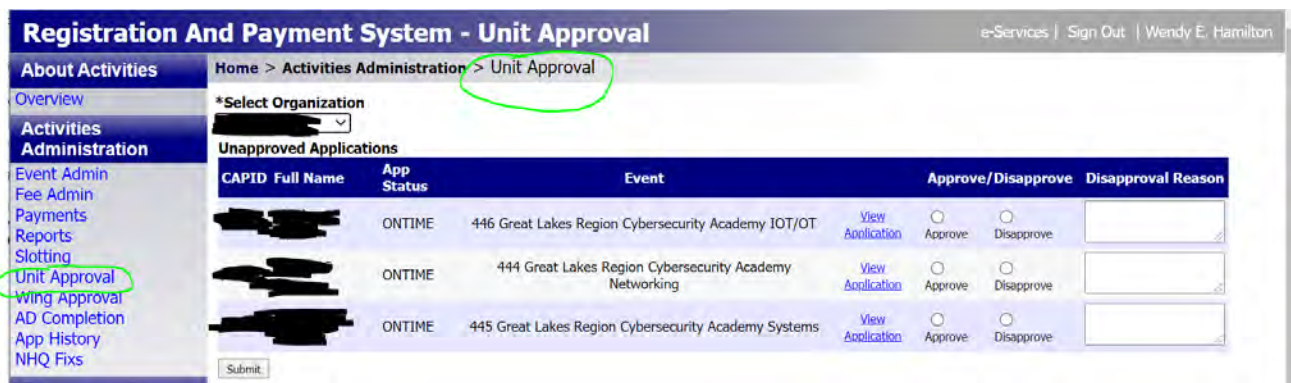 Registration And Payment System - Unit Approval
e-Services | Sign Out | Wendy E. Hamilton
About Activities
Home > Activities Administration > Unit Approval
Overview
*Select Organization
Activities
Administration
Unapproved Applications
CAPID Full Name App Status Event Approve/Disapprove Disapproval Reason
Event Admin
Fee Admin
Payments
Reports
Slotting
Unit Approval
Wing Approval
AD Completion
App History
NHQ Fixs
ONTIME 446 Great Lakes Region Cybersecurity Academy IOT/OT View Application Approve Disapprove
ONTIME 444 Great Lakes Region Cybersecurity Academy Networking View Application Approve Disapprove
ONTIME 445 Great Lakes Region Cybersecurity Academy Systems View Application Approve Disapprove
Submit